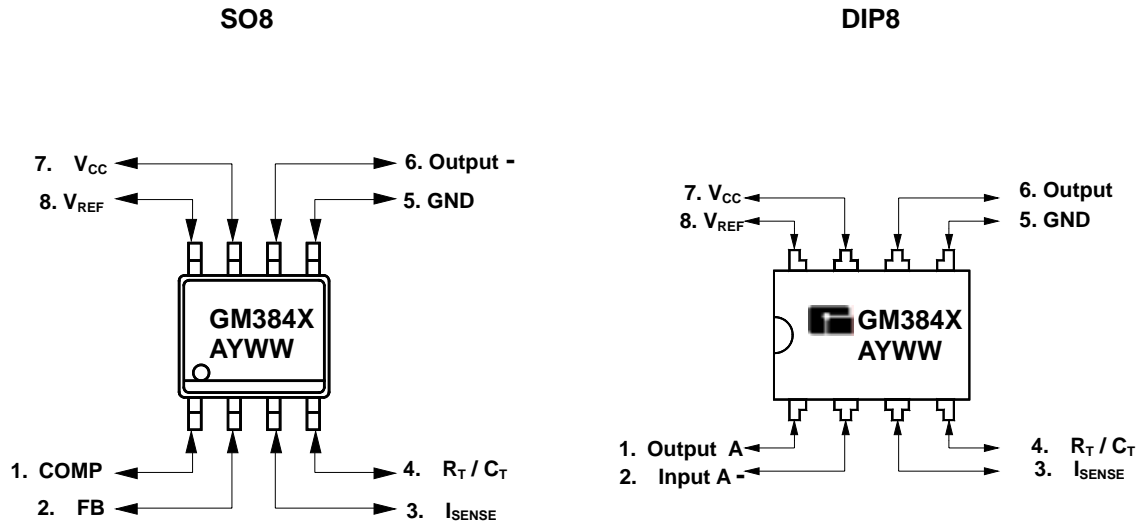 SO8
DIP8
7. VCC
6. Output -
8. VREF
5. GND
GM384X
AYWW
1. COMP
4. RT / CT
2. FB
3. ISENSE
7. VCC
6. Output
8. VREF
5. GND
GM384X
AYWW
1. Output A
4. RT / CT
2. Input A -
3. ISENSE